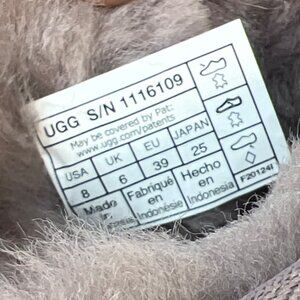 UGG S/N 1116109
May be covered by Pat:
www.ugg.com/patents
USA UK EU JAPAN
8 6 39 25
Made Fabriqué Hecho
in en en
Indonésie Indonesia
F20124I